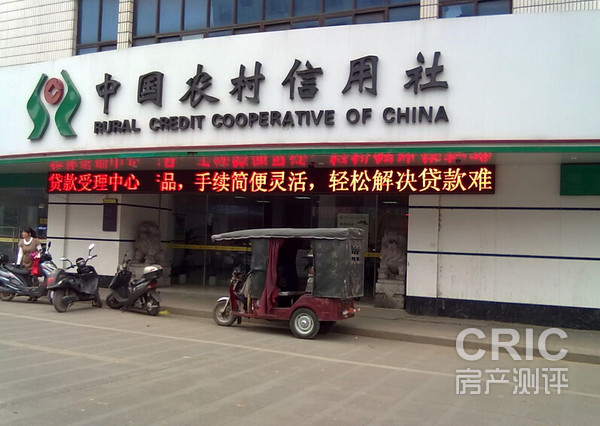 中国农村信用社
RURAL CREDIT COOPERATIVE OF CHINA
贷款受理中心 品，手续简便灵活，轻松解决贷款难
CRIC
房产测评